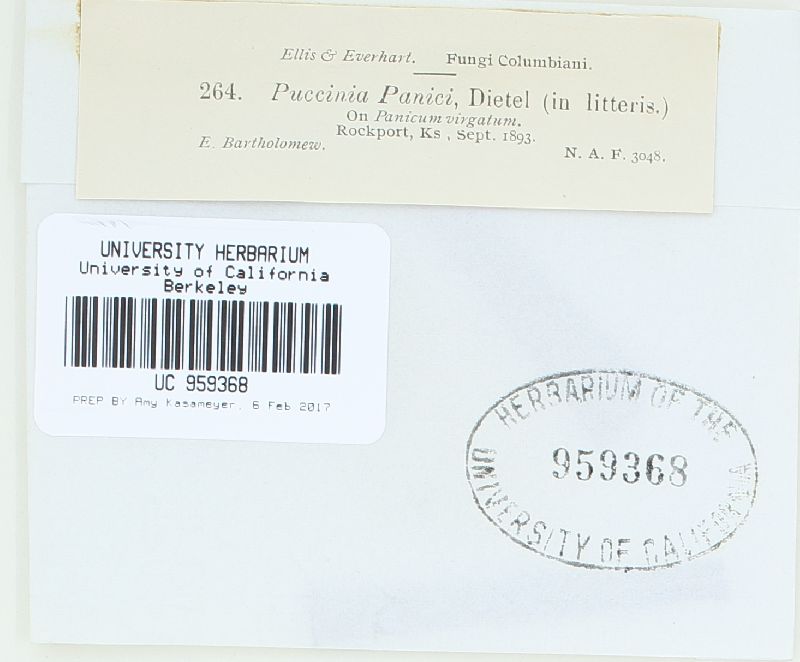 Ellis & Everhart. Fungi Columbiani.
264. Puccinia Panici, Dietel (in litteris.)
On Panicum virgatum.
Rockport, Ks , Sept. 1893.
E. Bartholomew.
N. A. F. 3048.
UNIVERSITY HERBARIUM
University of California
Berkeley
UC 959368
PREP BY Amy Kasameyer, 6 Feb 2017
HERBARIUM OF THE
959368
UNIVERSITY OF CALIFORNIA